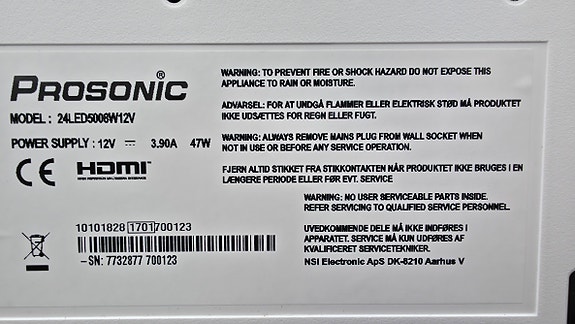 PROSONIC®
MODEL : 24LED5008W12V
POWER SUPPLY : 12V ⎓ 3.90A 47W
CE HDMI
WARNING: TO PREVENT FIRE OR SHOCK HAZARD DO NOT EXPOSE THIS
APPLIANCE TO RAIN OR MOISTURE.
ADVARSEL: FOR AT UNDGÅ FLAMMER ELLER ELEKTRISK STØD MÅ PRODUKTET
IKKE UDSÆTTES FOR REGN ELLER FUGT.
WARNING: ALWAYS REMOVE MAINS PLUG FROM WALL SOCKET WHEN
NOT IN USE OR BEFORE ANY SERVICE OPERATION.
FJERN ALTID STIKKET FRA STIKKONTAKTEN NÅR PRODUKTET IKKE BRUGES I EN
LÆNGERE PERIODE ELLER FØR EVT. SERVICE
WARNING: NO USER SERVICEABLE PARTS INSIDE.
REFER SERVICING TO QUALIFIED SERVICE PERSONNEL.
UVEDKOMMENDE DELE MÅ IKKE INDFØRES I
APPARATET. SERVICE MÅ KUN UDFØRES AF
KVALIFICERET SERVICETEKNIKER.
NSI Electronic ApS DK-8210 Aarhus V
10101828 1701700123
–SN: 7732877 700123